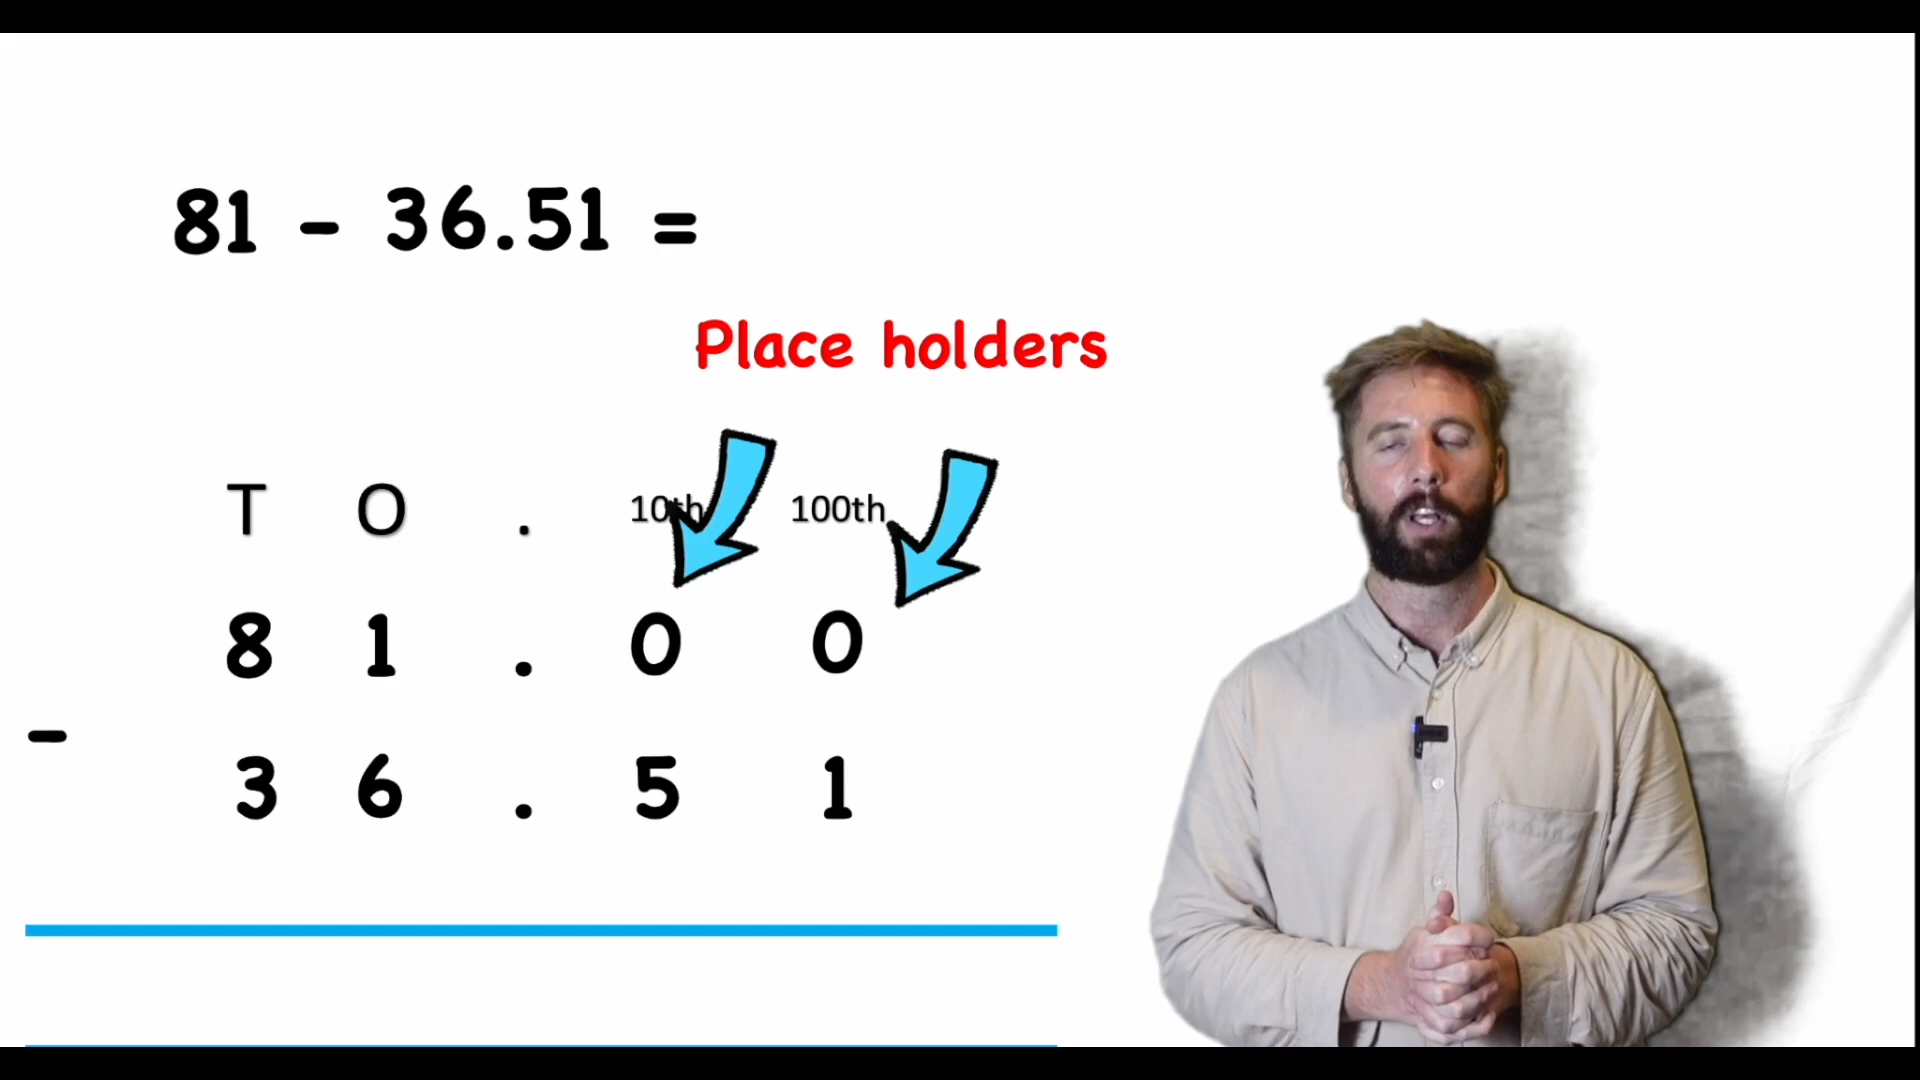 81 - 36.51 =
Place holders
T O . 10th 100th
8 1 . 0 0
-
3 6 . 5 1